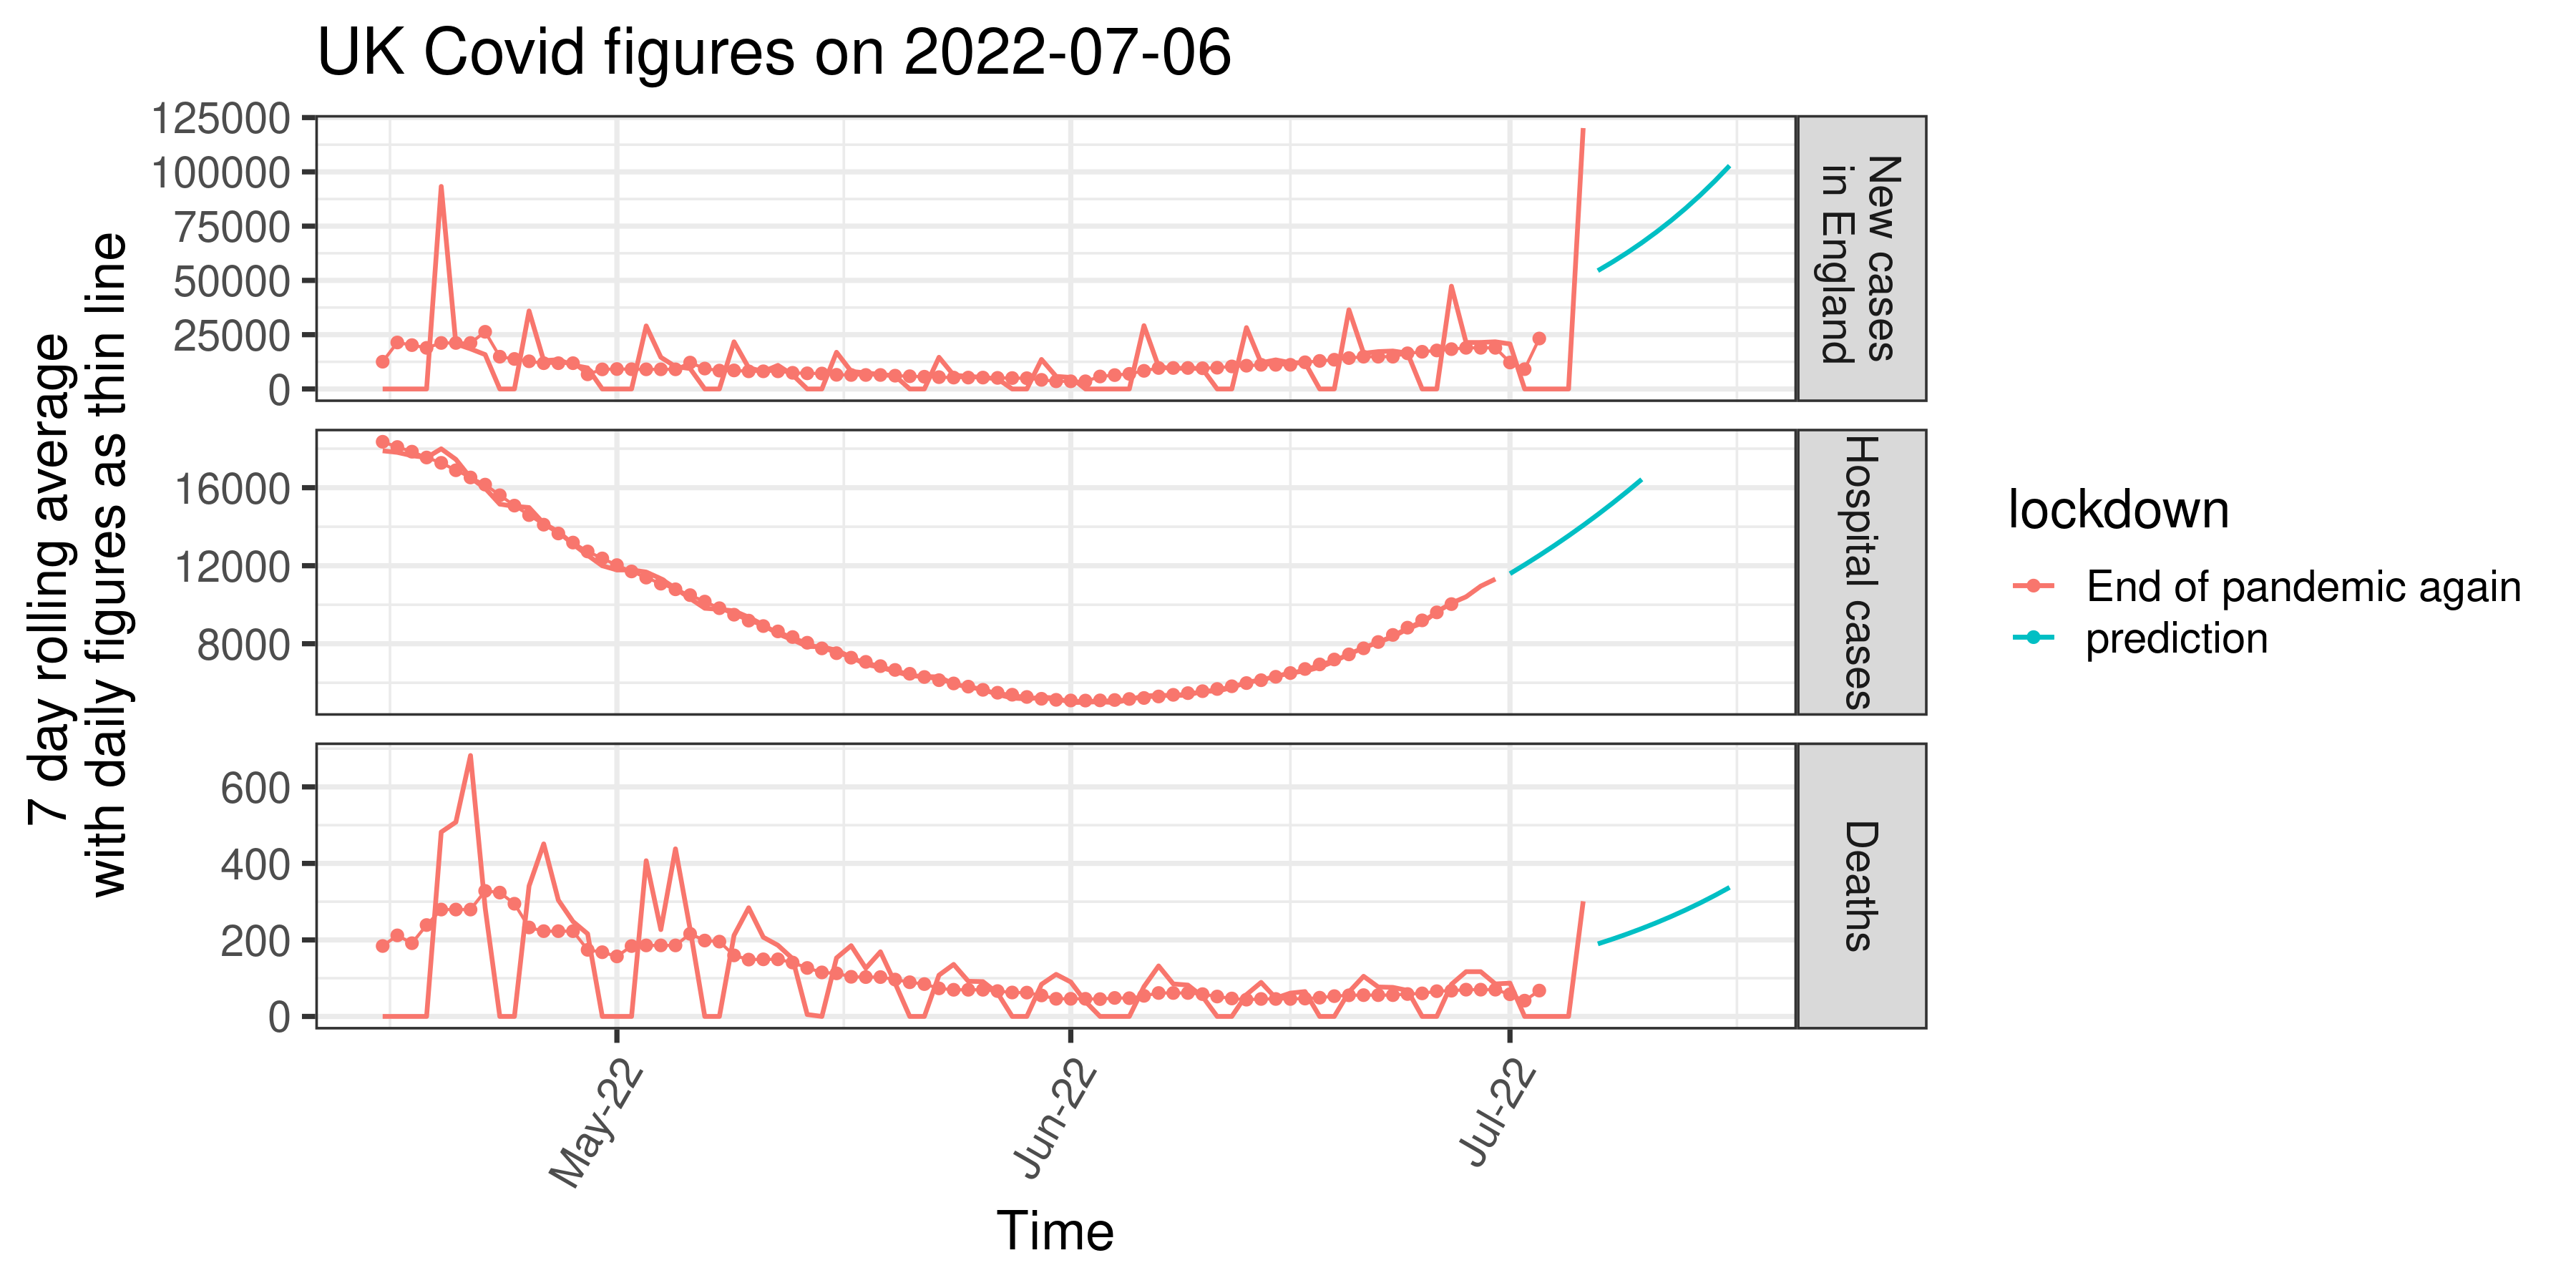 UK Covid figures on 2022-07-06
7 day rolling average
with daily figures as thin line
125000
100000
75000
50000
25000
0
New cases
in England
16000
12000
8000
Hospital cases
600
400
200
0
Deaths
May-22
Jun-22
Jul-22
Time
lockdown
End of pandemic again
prediction